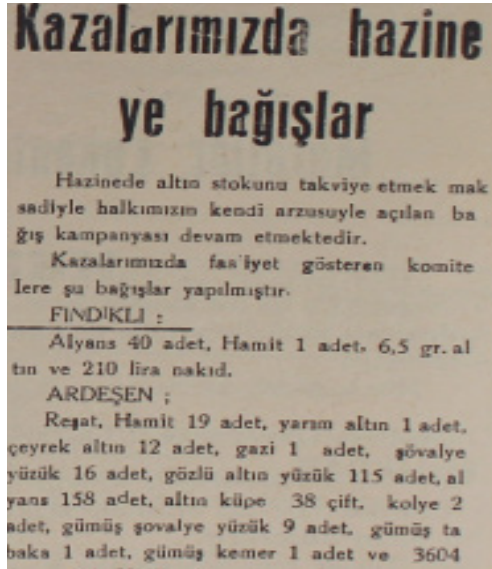 Kazalarımızda hazine
ye bağışlar
Hazinede altın stokunu takviye etmek mak
sadiyle halkımızın kendi arzusuyle açılan ba
ğış kampanyası devam etmektedir.
Kazalarımızda faaliyet gösteren komite
lere şu bağışlar yapılmıştır.
FINDIKLI :
Alyans 40 adet, Hamit 1 adet, 6,5 gr. al
tın ve 210 lira nakid.
ARDEŞEN ;
Reşat, Hamit 19 adet, yarım altın 1 adet,
çeyrek altın 12 adet, gazi 1 adet, şövalye
yüzük 16 adet, gözlü altın yüzük 115 adet, al
yans 158 adet, altın küpe 38 çift, kolye 2
adet, gümüş şovalye yüzük 9 adet, gümüş ta
baka 1 adet, gümüş kemer 1 adet ve 3604